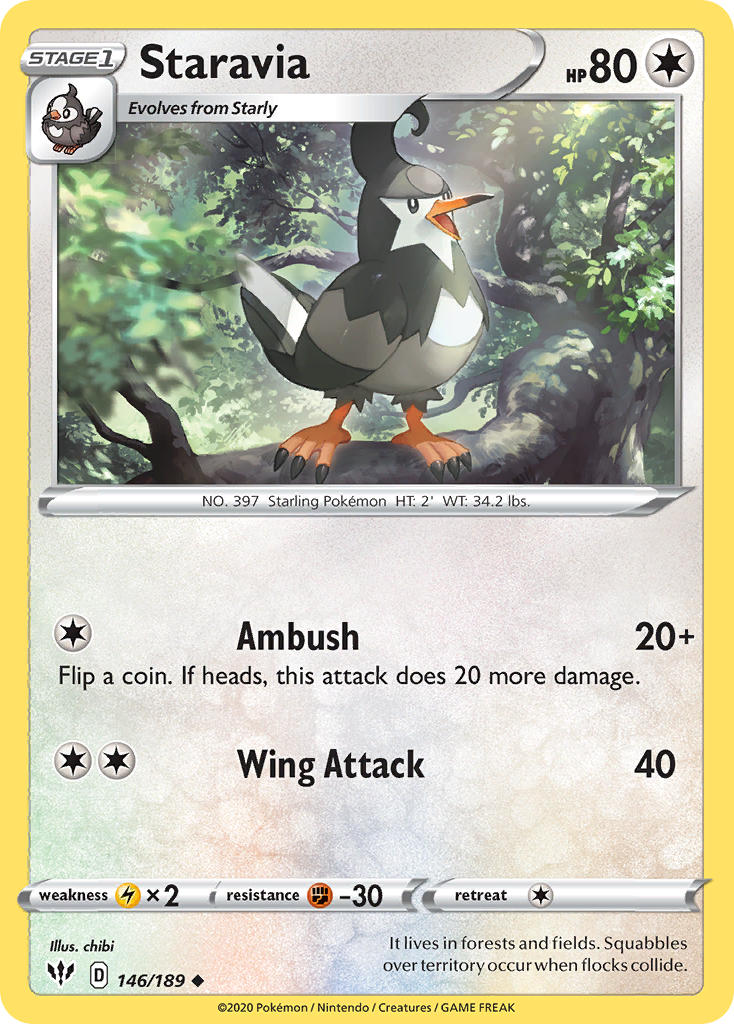 STAGE1
Staravia
HP80
Evolves from Starly
NO. 397 Starling Pokémon HT: 2' WT: 34.2 lbs.
Ambush 20+
Flip a coin. If heads, this attack does 20 more damage.
Wing Attack 40
weakness ×2 resistance -30 retreat
Illus. chibi
D 146/189
It lives in forests and fields. Squabbles
over territory occur when flocks collide.
©2020 Pokémon / Nintendo / Creatures / GAME FREAK